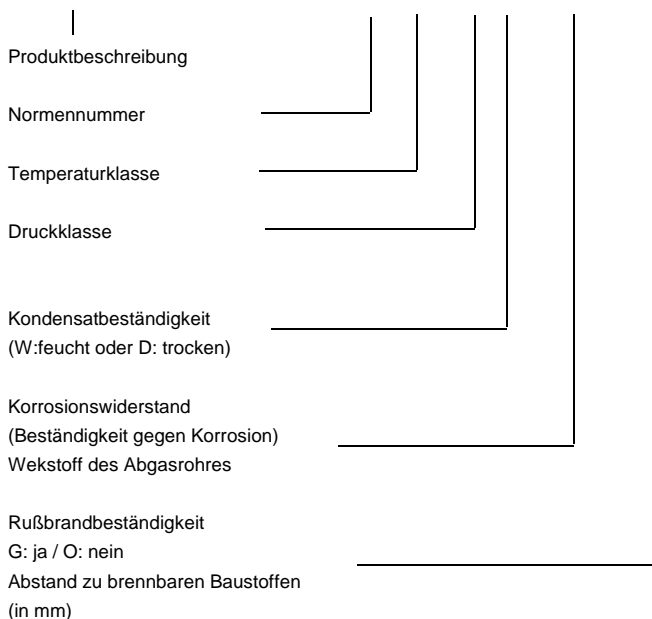 Produktbeschreibung
Normennummer
Temperaturklasse
Druckklasse
Kondensatbeständigkeit
(W:feucht oder D: trocken)
Korrosionswiderstand
(Beständigkeit gegen Korrosion)
Wekstoff des Abgasrohres
Rußbrandbeständigkeit
G: ja / O: nein
Abstand zu brennbaren Baustoffen
(in mm)